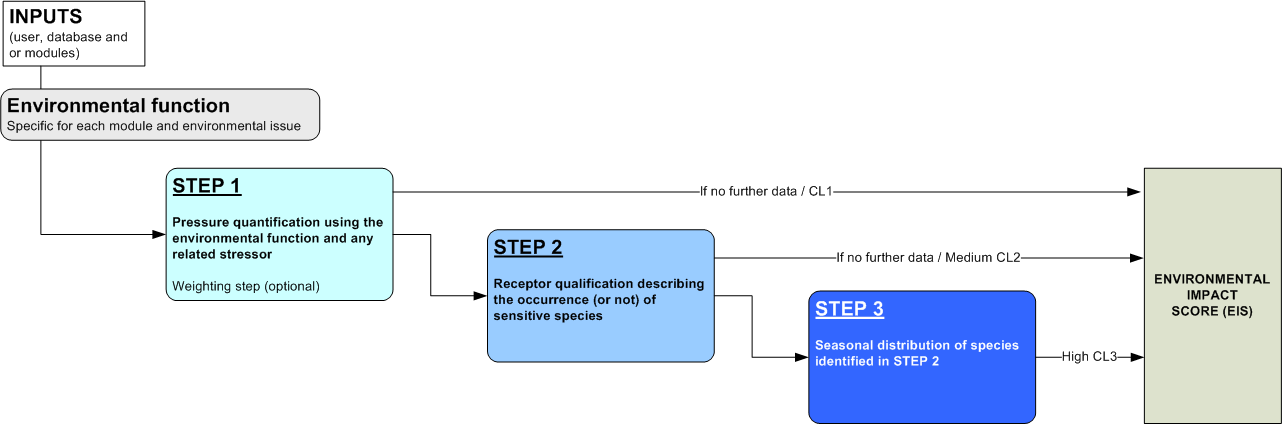 INPUTS
(user, database and
or modules)
Environmental function
Specific for each module and environmental issue
STEP 1
Pressure quantification using the
environmental function and any
related stressor
Weighting step (optional)
If no further data / CL1
STEP 2
Receptor qualification describing
the occurrence (or not) of
sensitive species
If no further data / Medium CL2
STEP 3
Seasonal distribution of species
identified in STEP 2
High CL3
ENVIRONMENTAL
IMPACT
SCORE (EIS)